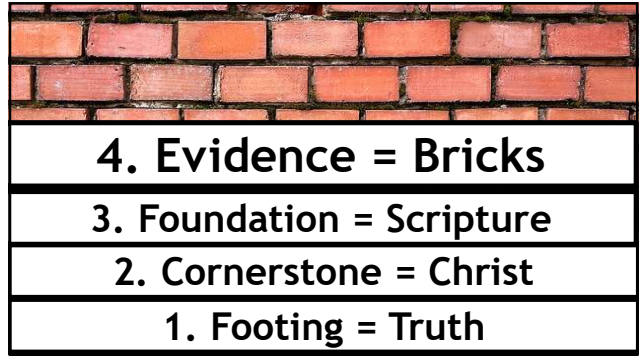 4. Evidence = Bricks
3. Foundation = Scripture
2. Cornerstone = Christ
1. Footing = Truth